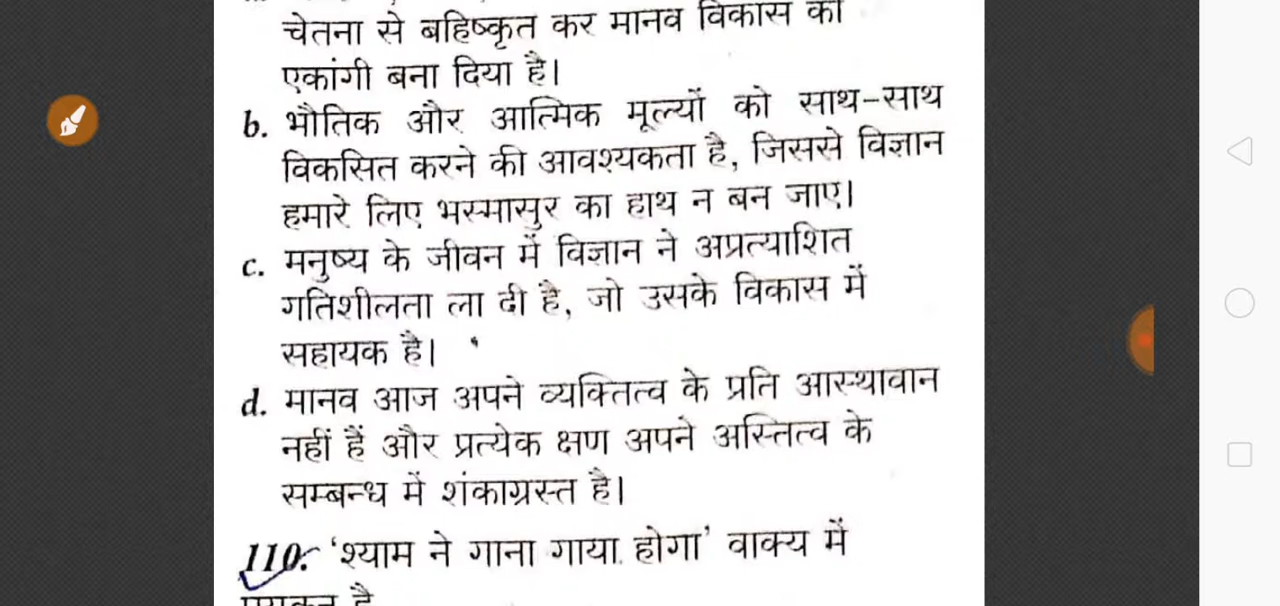 चेतना से बहिष्कृत कर मानव विकास को
एकांगी बना दिया है।
b. भौतिक और आत्मिक मूल्यों को साथ-साथ
विकसित करने की आवश्यकता है, जिससे विज्ञान
हमारे लिए भस्मासुर का हाथ न बन जाए।
c. मनुष्य के जीवन में विज्ञान ने अप्रत्याशित
गतिशीलता ला दी है, जो उसके विकास में
सहायक है।
d. मानव आज अपने व्यक्तित्व के प्रति आस्थावान
नहीं हैं और प्रत्येक क्षण अपने अस्तित्व के
सम्बन्ध में शंकाग्रस्त है।
110. 'श्याम ने गाना गाया होगा' वाक्य में
है